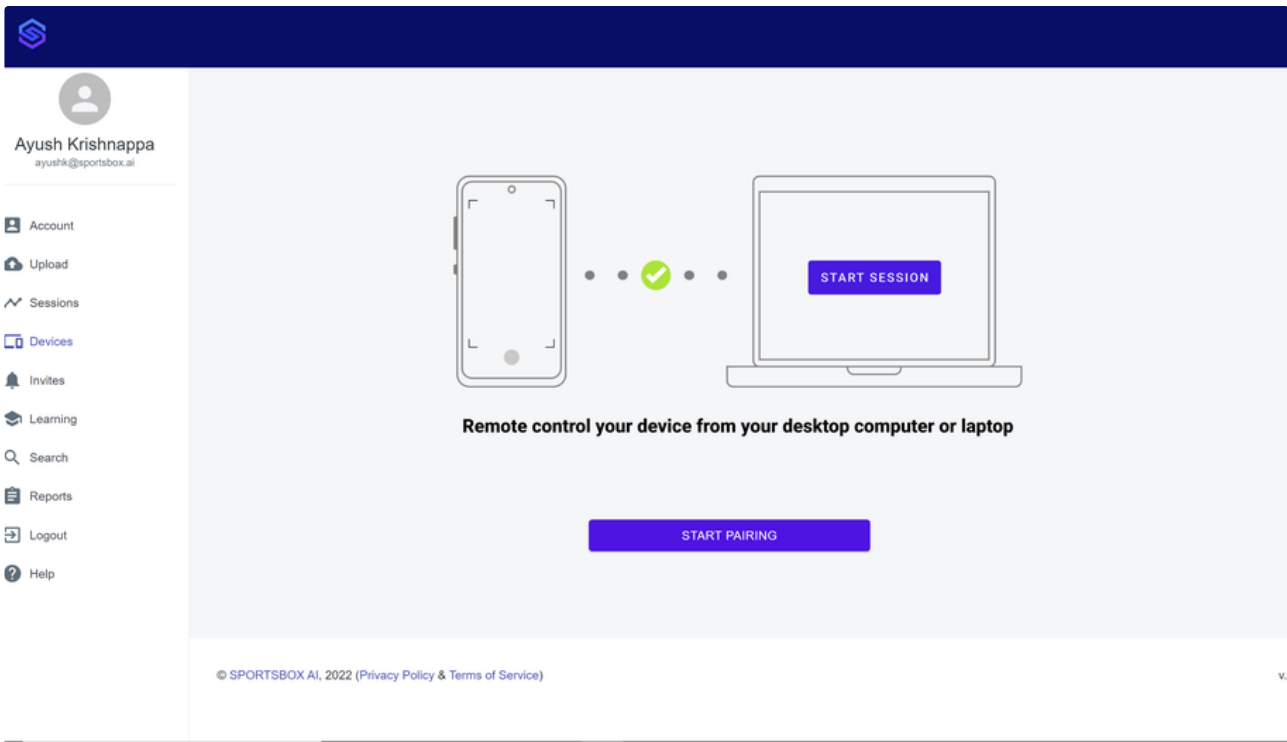 Ayush Krishnappa
ayushk@sportsbox.ai
Account
Upload
Sessions
Devices
Invites
Learning
Search
Reports
Logout
Help
START SESSION
Remote control your device from your desktop computer or laptop
START PAIRING
© SPORTSBOX AI, 2022 (Privacy Policy & Terms of Service)
v.